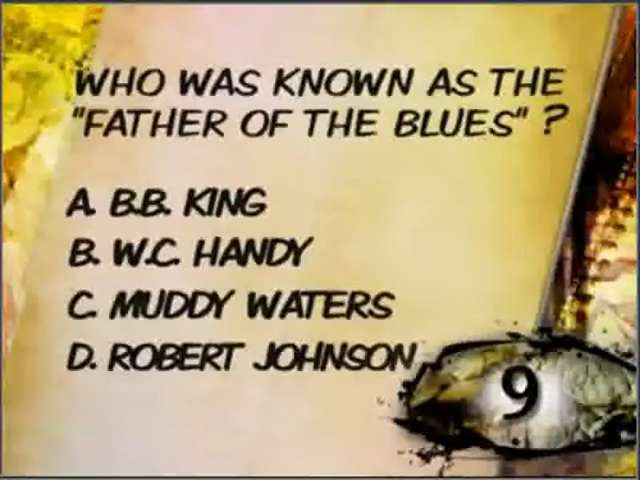 WHO WAS KNOWN AS THE
"FATHER OF THE BLUES" ?
A. B.B. KING
B. W.C. HANDY
C. MUDDY WATERS
D. ROBERT JOHNSON
9